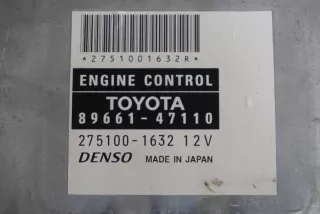 *2751001632R*
ENGINE CONTROL
TOYOTA
89661-47110
275100-1632 12V
DENSO MADE IN JAPAN